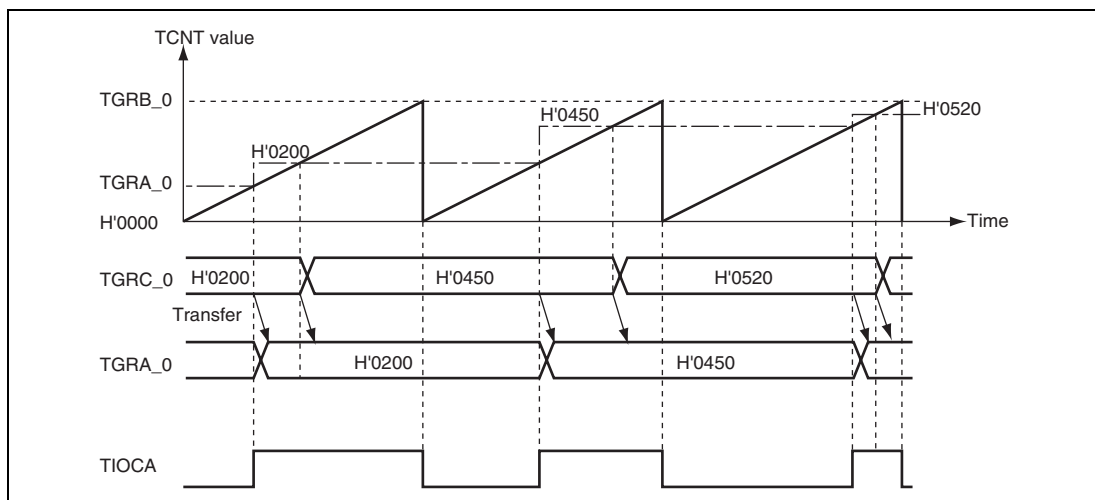 TCNT value
TGRB_0
H'0450
H'0520
H'0200
TGRA_0
H'0000
Time
TGRC_0
H'0200
H'0450
H'0520
Transfer
TGRA_0
H'0200
H'0450
TIOCA